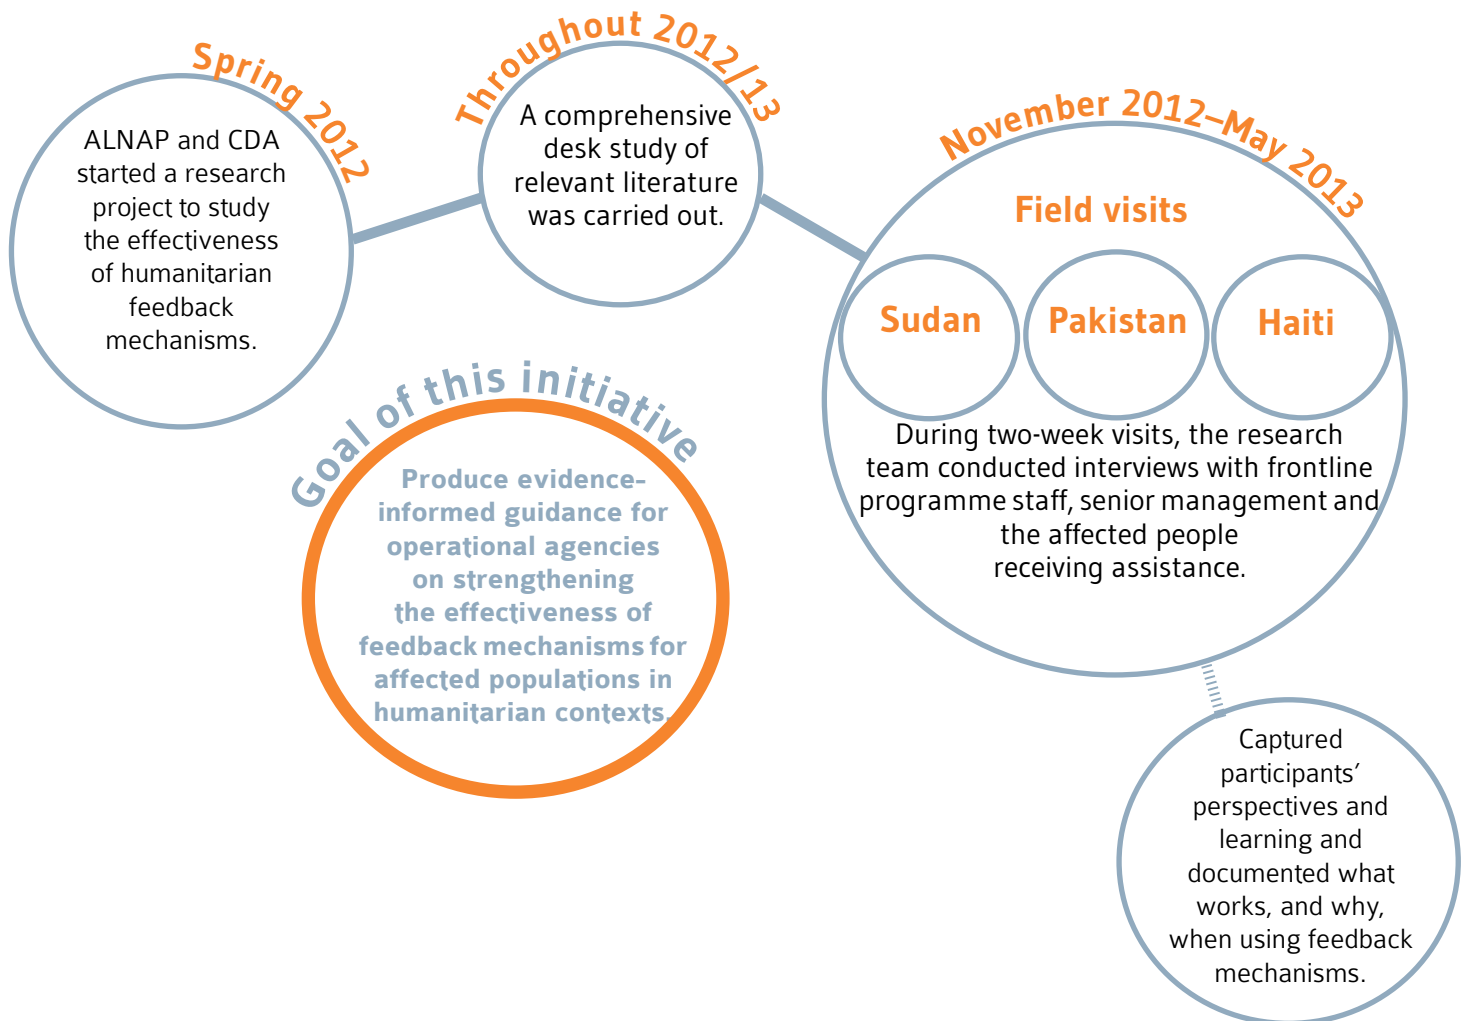 Spring 2012
ALNAP and CDA
started a research
project to study
the effectiveness
of humanitarian
feedback
mechanisms.
Throughout 2012/13
A comprehensive
desk study of
relevant literature
was carried out.
November 2012–May 2013
Field visits
Sudan
Pakistan
Haiti
During two-week visits, the research
team conducted interviews with frontline
programme staff, senior management and
the affected people
receiving assistance.
Captured
participants’
perspectives and
learning and
documented what
works, and why,
when using feedback
mechanisms.
Goal of this initiative
Produce evidence-
informed guidance for
operational agencies
on strengthening
the effectiveness of
feedback mechanisms for
affected populations in
humanitarian contexts.